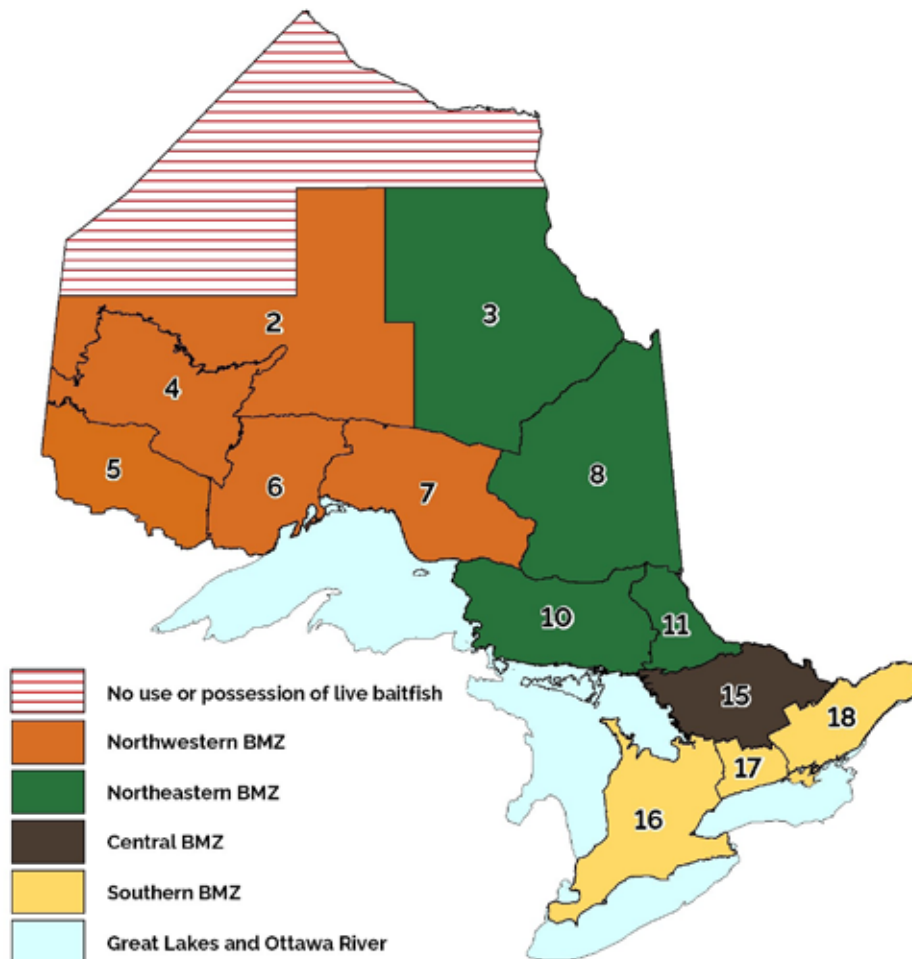 2
3
4
5
6
7
8
10
11
15
18
17
16
No use or possession of live baitfish
Northwestern BMZ
Northeastern BMZ
Central BMZ
Southern BMZ
Great Lakes and Ottawa River